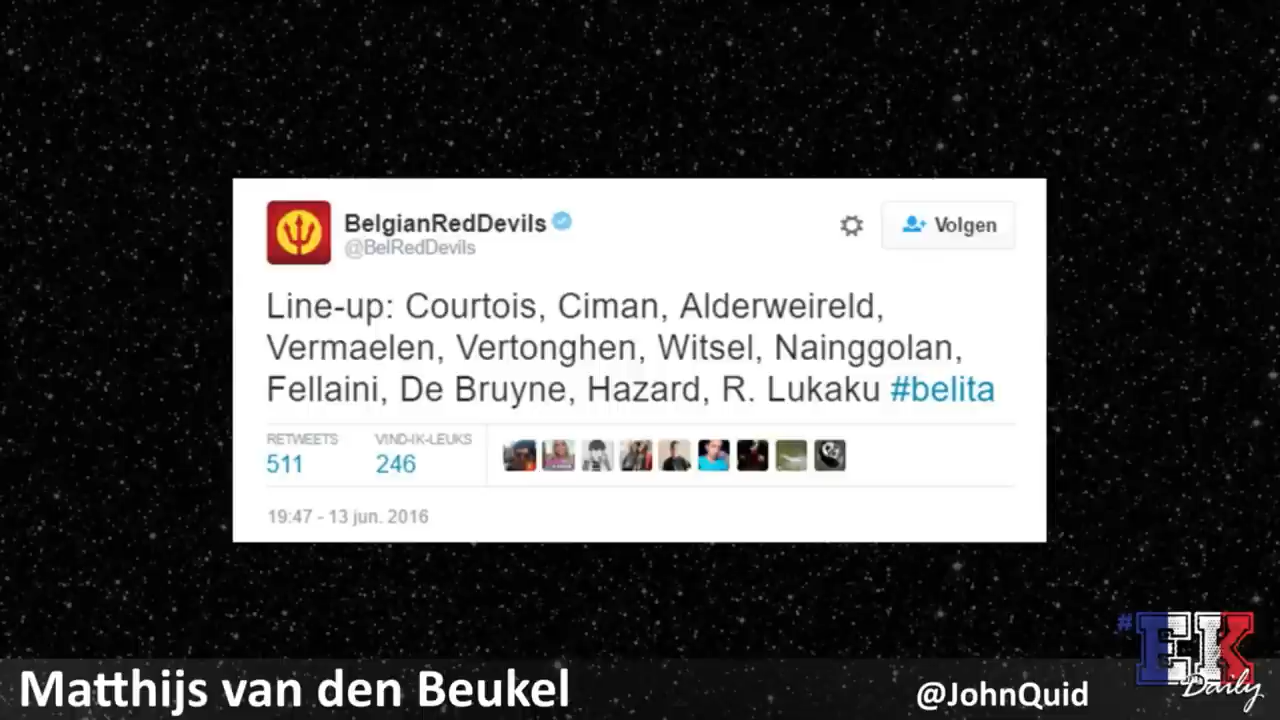 BelgianRedDevils
@BelRedDevils
Volgen
Line-up: Courtois, Ciman, Alderweireld,
Vermaelen, Vertonghen, Witsel, Nainggolan,
Fellaini, De Bruyne, Hazard, R. Lukaku #belita
RETWEETS VIND-IK-LEUKS
511 246
19:47 - 13 jun. 2016
#EK
Daily
Matthijs van den Beukel
@JohnQuid